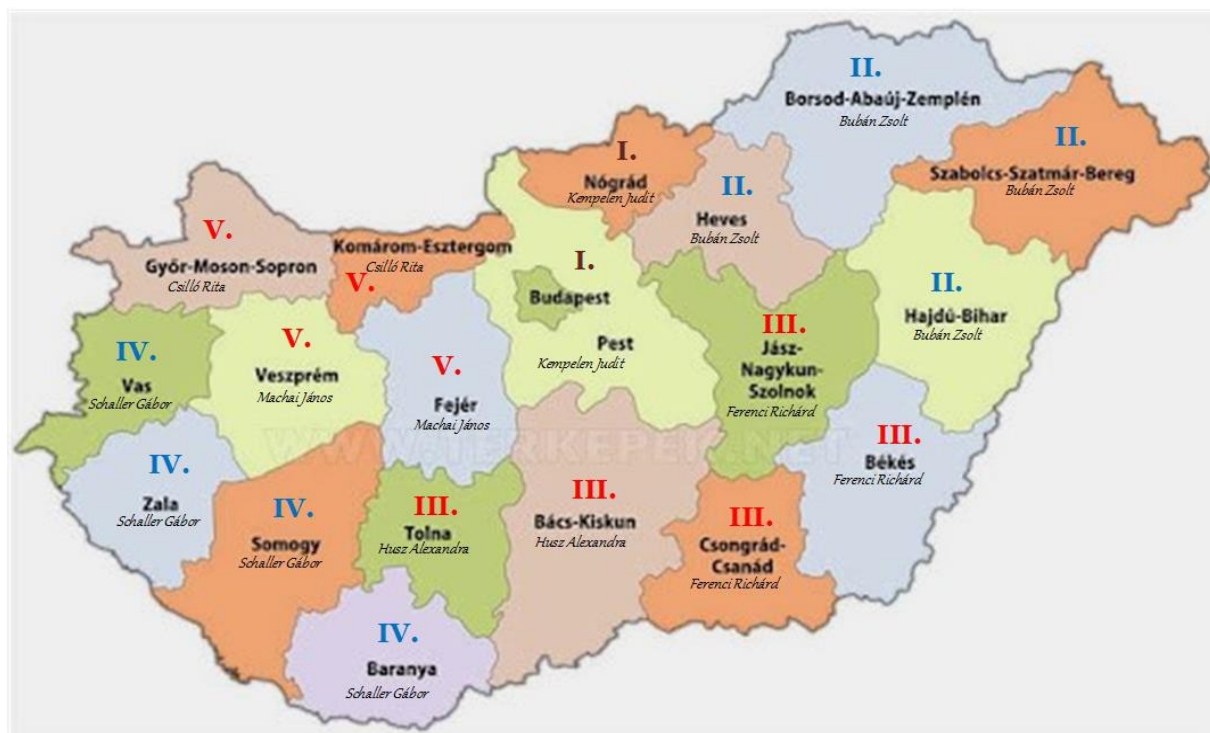 II.
Borsod-Abaúj-Zemplén
Bubán Zsolt
II.
Szabolcs-Szatmár-Bereg
Bubán Zsolt
I.
Nógrád
Kempelen Judit
II.
Heves
Bubán Zsolt
V.
Győr-Moson-Sopron
Csilló Rita
Komárom-Esztergom
Csilló Rita
V.
I.
Budapest
Pest
Kempelen Judit
II.
Hajdú-Bihar
Bubán Zsolt
III.
Jász-
Nagykun-
Szolnok
Ferenci Richárd
IV.
Vas
Schaller Gábor
V.
Veszprém
Machai János
V.
Fejér
Machai János
WWW.TERKEPEK.NET
III.
Békés
Ferenci Richárd
IV.
Zala
Schaller Gábor
IV.
Somogy
Schaller Gábor
III.
Tolna
Husz Alexandra
III.
Bács-Kiskun
Husz Alexandra
III.
Csongrád-
Csanád
Ferenci Richárd
IV.
Baranya
Schaller Gábor